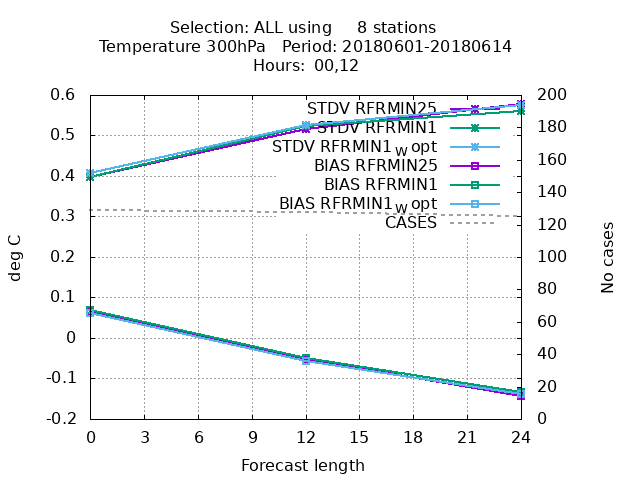 Selection: ALL using 8 stations
Temperature 300hPa Period: 20180601-20180614
Hours: 00,12
0.6
0.5
0.4
0.3
0.2
0.1
0
-0.1
-0.2
deg C
200
180
160
140
120
100
80
60
40
20
0
No cases
STDV RFRMIN25
STDV RFRMIN1
STDV RFRMIN1w opt
BIAS RFRMIN25
BIAS RFRMIN1
BIAS RFRMIN1w opt
CASES
0 3 6 9 12 15 18 21 24
Forecast length